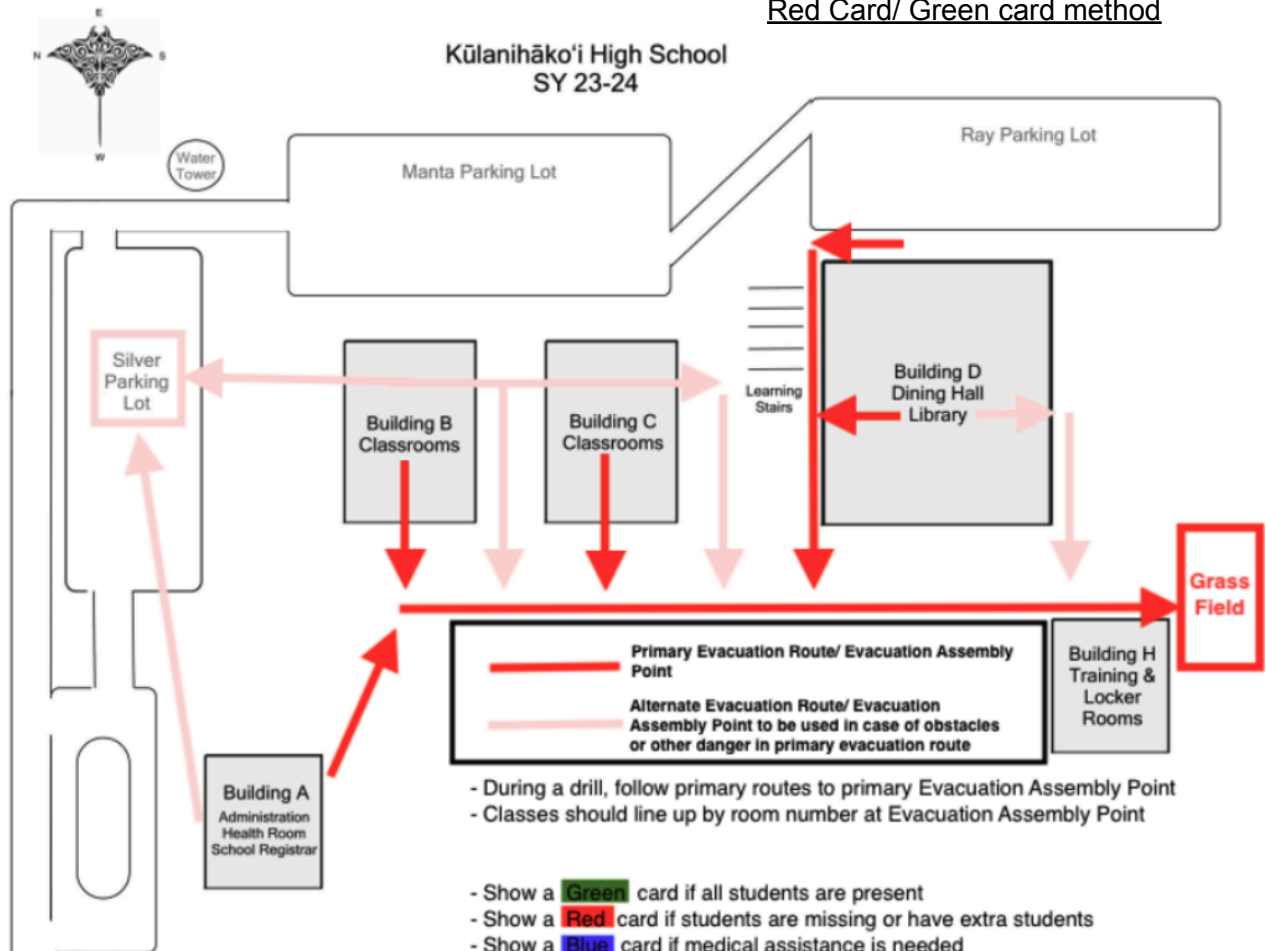 Red Card/ Green card method
E
N
S
W
Kūlanihākoʻi High School
SY 23-24
Water
Tower
Manta Parking Lot
Ray Parking Lot
Silver
Parking
Lot
Building B
Classrooms
Building C
Classrooms
Learning
Stairs
Building D
Dining Hall
Library
Grass
Field
Primary Evacuation Route/ Evacuation Assembly
Point
Alternate Evacuation Route/ Evacuation
Assembly Point to be used in case of obstacles
or other danger in primary evacuation route
Building H
Training &
Locker
Rooms
Building A
Administration
Health Room
School Registrar
- During a drill, follow primary routes to primary Evacuation Assembly Point
- Classes should line up by room number at Evacuation Assembly Point
- Show a Green card if all students are present
- Show a Red card if students are missing or have extra students
- Show a Blue card if medical assistance is needed